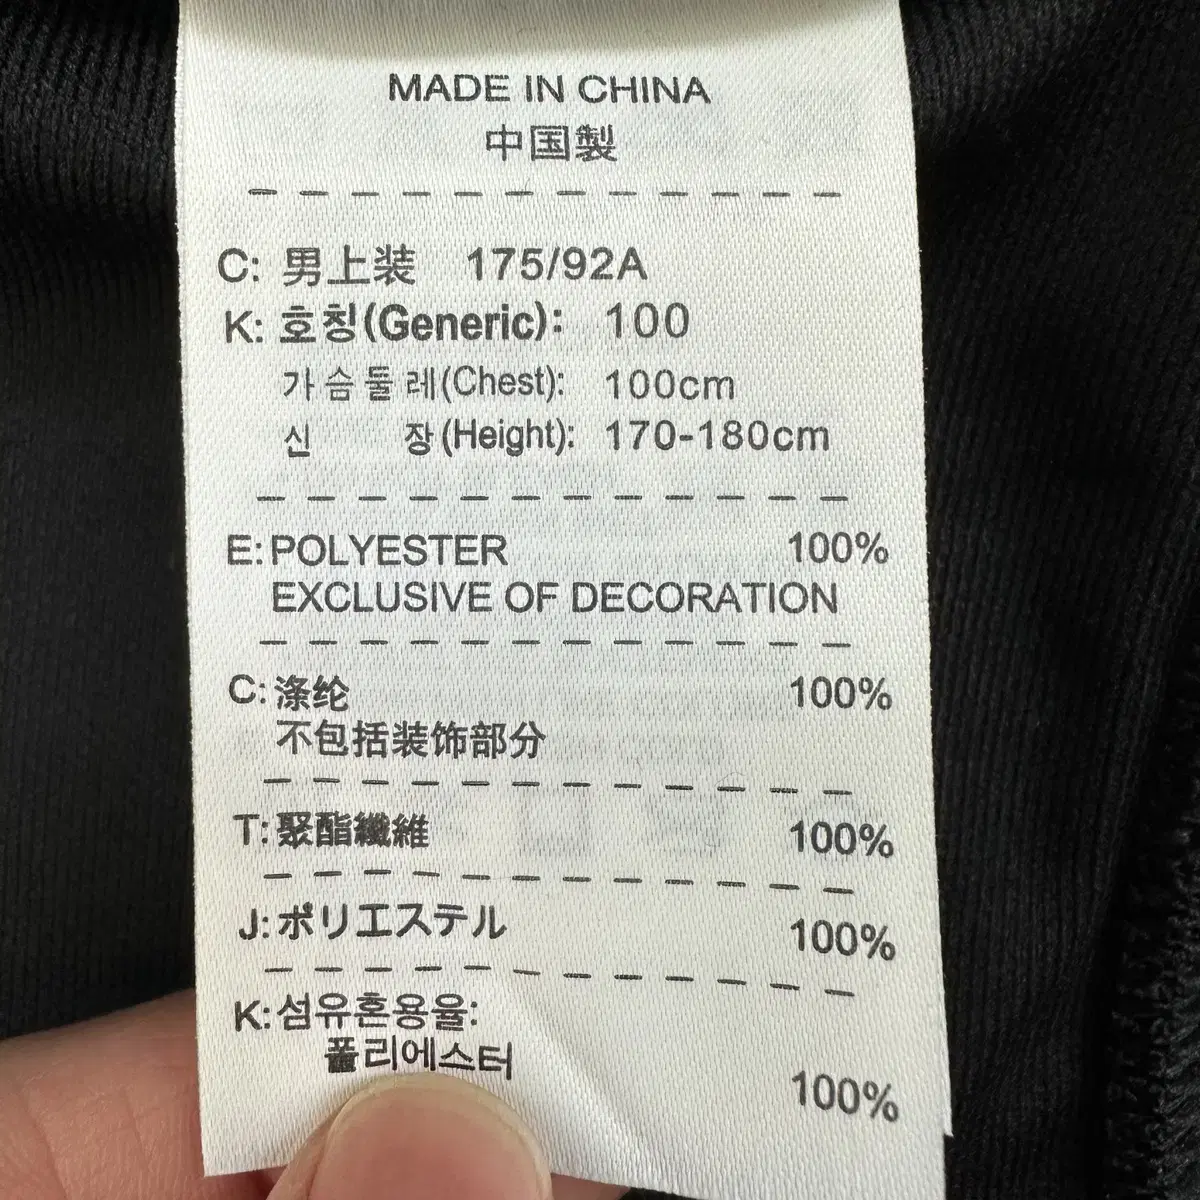 MADE IN CHINA
中国製
C: 男上装 175/92A
K: 호칭(Generic): 100
가슴둘레(Chest): 100cm
신 장(Height): 170-180cm
E: POLYESTER 100%
EXCLUSIVE OF DECORATION
C: 涤纶 100%
不包括装饰部分
T: 聚酯纖維 100%
J: ポリエステル 100%
K: 섬유혼용율:
폴리에스터 100%